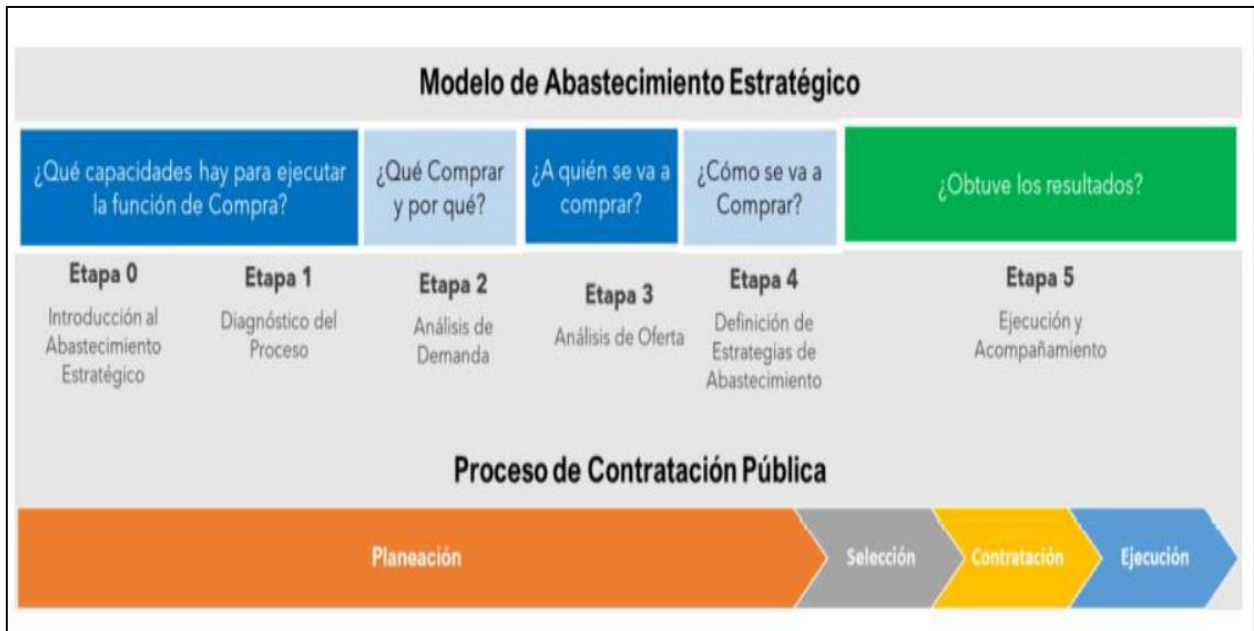 Modelo de Abastecimiento Estratégico
¿Qué capacidades hay para ejecutar
la función de Compra?
¿Qué Comprar
y por qué?
¿A quién se va a
comprar?
¿Cómo se va a
Comprar?
¿Obtuve los resultados?
Etapa 0
Introducción al
Abastecimiento
Estratégico
Etapa 1
Diagnóstico del
Proceso
Etapa 2
Análisis de
Demanda
Etapa 3
Análisis de Oferta
Etapa 4
Definición de
Estrategias de
Abastecimiento
Etapa 5
Ejecución y
Acompañamiento
Proceso de Contratación Pública
Planeación
Selección
Contratación
Ejecución